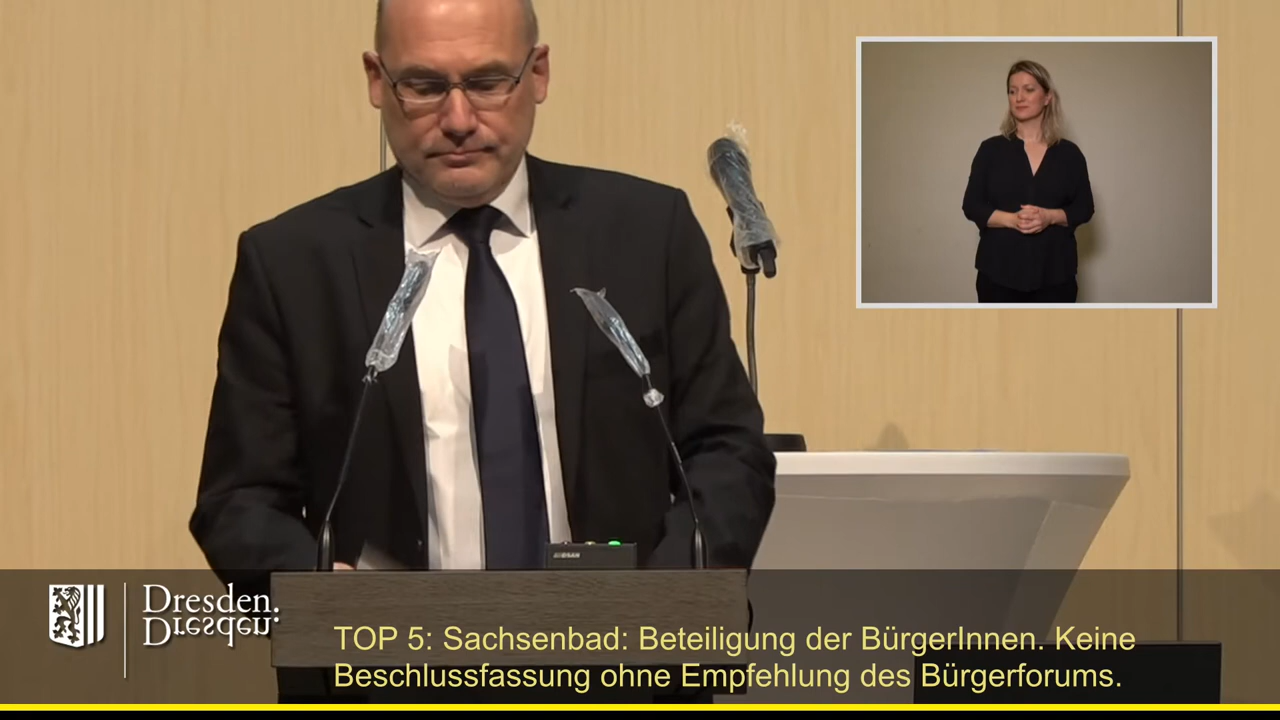 Dresden.
Dresden.
TOP 5: Sachsenbad: Beteiligung der BürgerInnen. Keine
Beschlussfassung ohne Empfehlung des Bürgerforums.